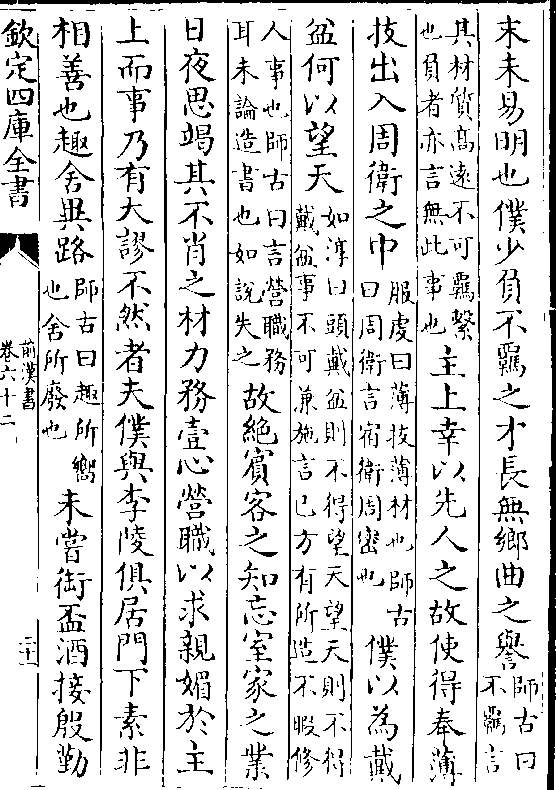 末未易明也僕少負不羈之才長無鄉曲之譽師古曰不羈言
其材質高遠不可羈繫也負者亦言無此事也主上幸以先人之故使得奉薄
技出入周衛之中服虔曰薄技薄材也師古曰周衛言宿衛周密也僕以為戴
盆何以望天如淳曰頭戴盆則不得望天望天則不得戴盆事不可兼施言已方有所造不暇修
人事也師古曰言營職務耳未論造書也如說失之故絶賓客之知忘室家之業
日夜思竭其不肖之材力務壹心營職以求親媚於主
上而事乃有大謬不然者夫僕與李陵俱居門下素非
相善也趣舍異路師古曰趣所嚮也舍所廢也未嘗銜盃酒接殷勤
欽定四庫全書
前漢書
卷六十二